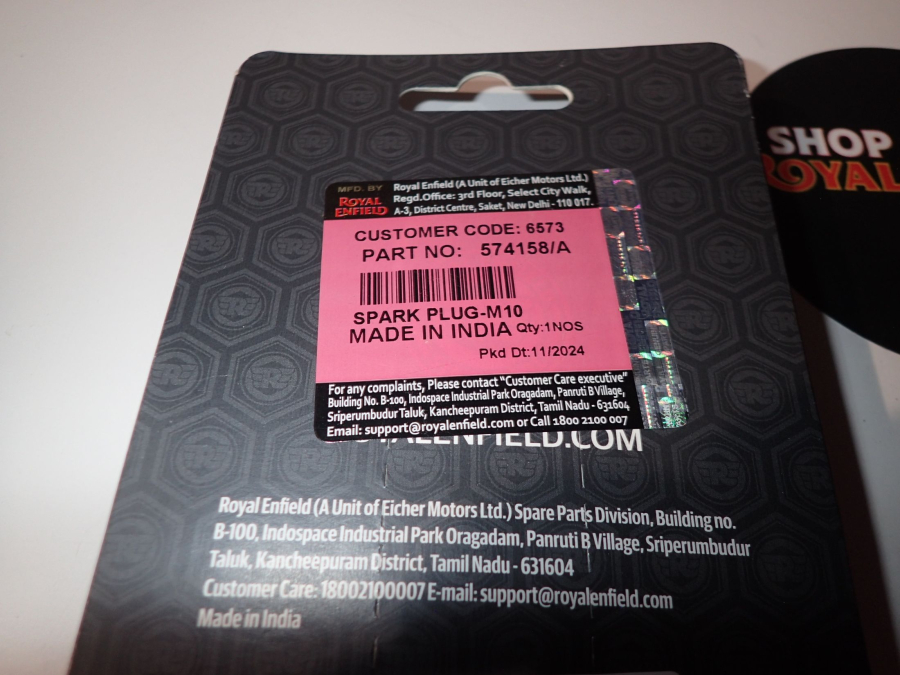 SHOP
ROYAL
MFD. BY
ROYAL
ENFIELD
Royal Enfield (A Unit of Eicher Motors Ltd.)
Regd.Office: 3rd Floor, Select City Walk,
A-3, District Centre, Saket, New Delhi - 110 017.
CUSTOMER CODE: 6573
PART NO: 574158/A
SPARK PLUG-M10
MADE IN INDIA Qty:1NOS
Pkd Dt:11/2024
For any complaints, Please contact "Customer Care executive"
Building No. B-100, Indospace Industrial Park Oragadam, Panruti B Village,
Sriperumbudur Taluk, Kancheepuram District, Tamil Nadu - 631604
Email: support@royalenfield.com or Call 1800 2100 007
YALENFIELD.COM
Royal Enfield (A Unit of Eicher Motors Ltd.) Spare Parts Division, Building no.
B-100, Indospace Industrial Park Oragadam, Panruti B Village, Sriperumbudur
Taluk, Kancheepuram District, Tamil Nadu - 631604
Customer Care: 18002100007 E-mail: support@royalenfield.com
Made in India